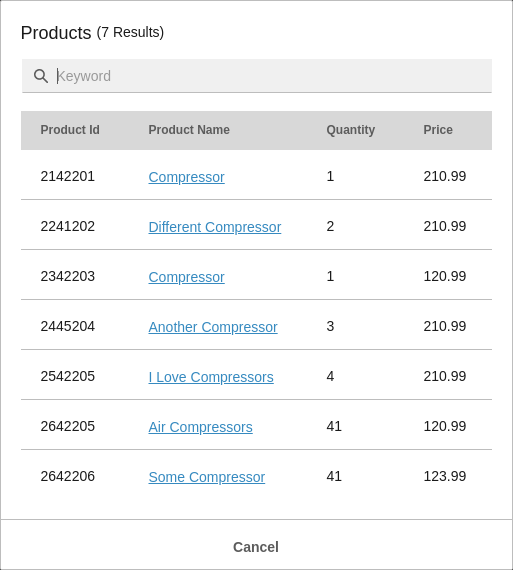 Products (7 Results)
Keyword
Product Id Product Name Quantity Price
2142201 Compressor 1 210.99
2241202 Different Compressor 2 210.99
2342203 Compressor 1 120.99
2445204 Another Compressor 3 210.99
2542205 I Love Compressors 4 210.99
2642205 Air Compressors 41 120.99
2642206 Some Compressor 41 123.99
Cancel